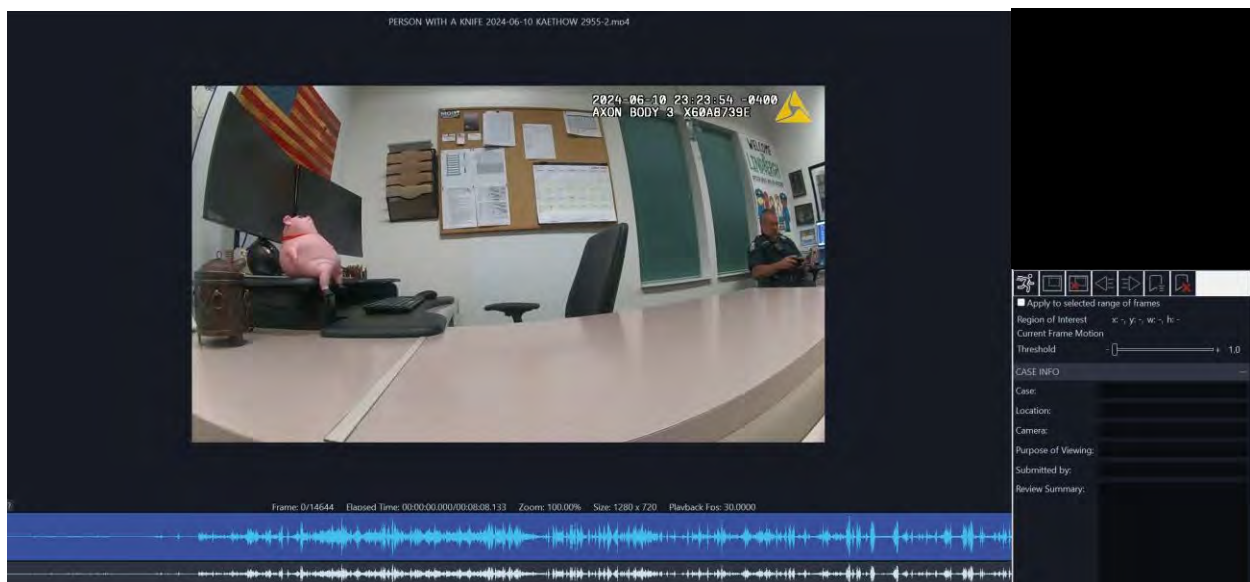 PERSON WITH A KNIFE 2024-06-10 KAETHOW 2955-2.mp4
2024-06-10 23:23:54 -0400
AXON BODY 3 X60A8739E
WELCOME
Apply to selected range of frames
Region of Interest x: -, y: -, w: -, h: -
Current Frame Motion
Threshold - + 1.0
CASE INFO
Case:
Location:
Camera:
Purpose of Viewing:
Submitted by:
Review Summary:
Frame: 0/14644 Elapsed Time: 00:00:00.000/00:08:08.133 Zoom: 100.00% Size: 1280 x 720 Playback Fps: 30.0000